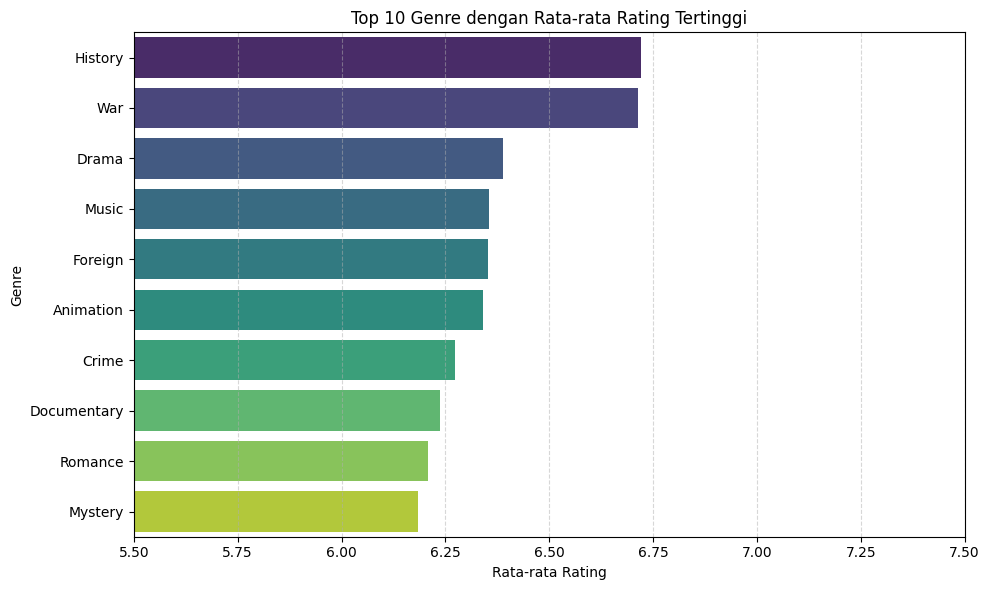 Top 10 Genre dengan Rata-rata Rating Tertinggi
History
War
Drama
Music
Foreign
Animation
Crime
Documentary
Romance
Mystery
Genre
5.50 5.75 6.00 6.25 6.50 6.75 7.00 7.25 7.50
Rata-rata Rating